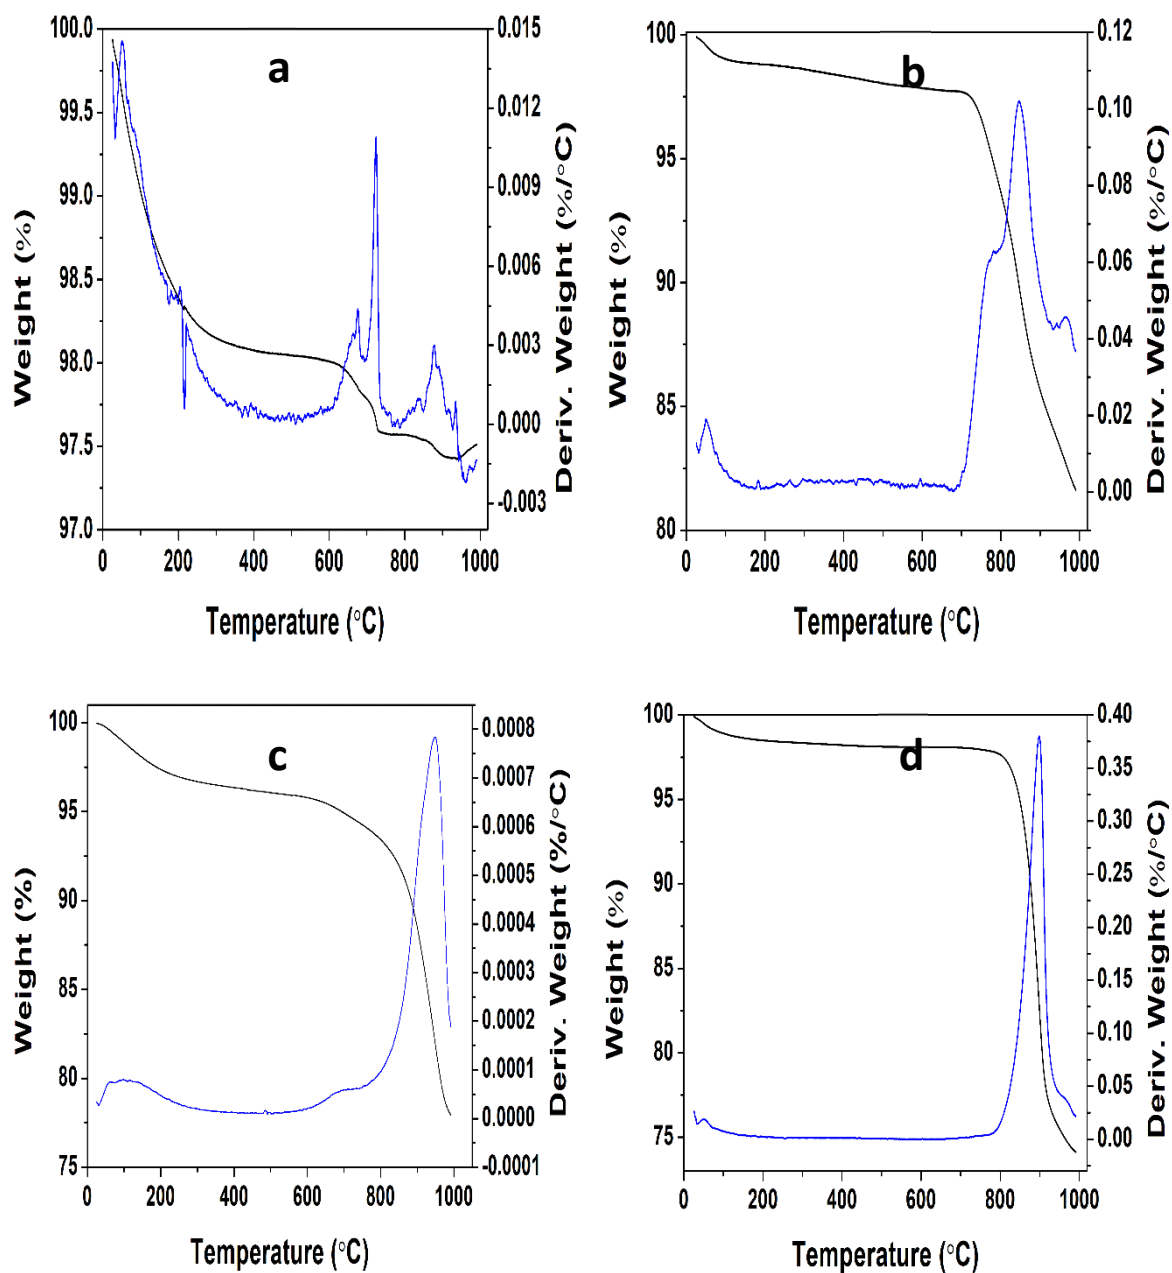 a
Weight (%)
100.0
99.5
99.0
98.5
98.0
97.5
97.0
0 200 400 600 800 1000
Temperature (°C)
0.015
0.012
0.009
0.006
0.003
0.000
-0.003
Deriv. Weight (%/°C)
b
Weight (%)
100
95
90
85
80
0 200 400 600 800 1000
Temperature (°C)
0.12
0.10
0.08
0.06
0.04
0.02
0.00
Deriv. Weight (%/°C)
c
Weight (%)
100
95
90
85
80
75
0 200 400 600 800 1000
Temperature (°C)
0.0008
0.0007
0.0006
0.0005
0.0004
0.0003
0.0002
0.0001
0.0000
-0.0001
Deriv. Weight (%/°C)
d
Weight (%)
100
95
90
85
80
75
0 200 400 600 800 1000
Temperature (°C)
0.40
0.35
0.30
0.25
0.20
0.15
0.10
0.05
0.00
Deriv. Weight (%/°C)